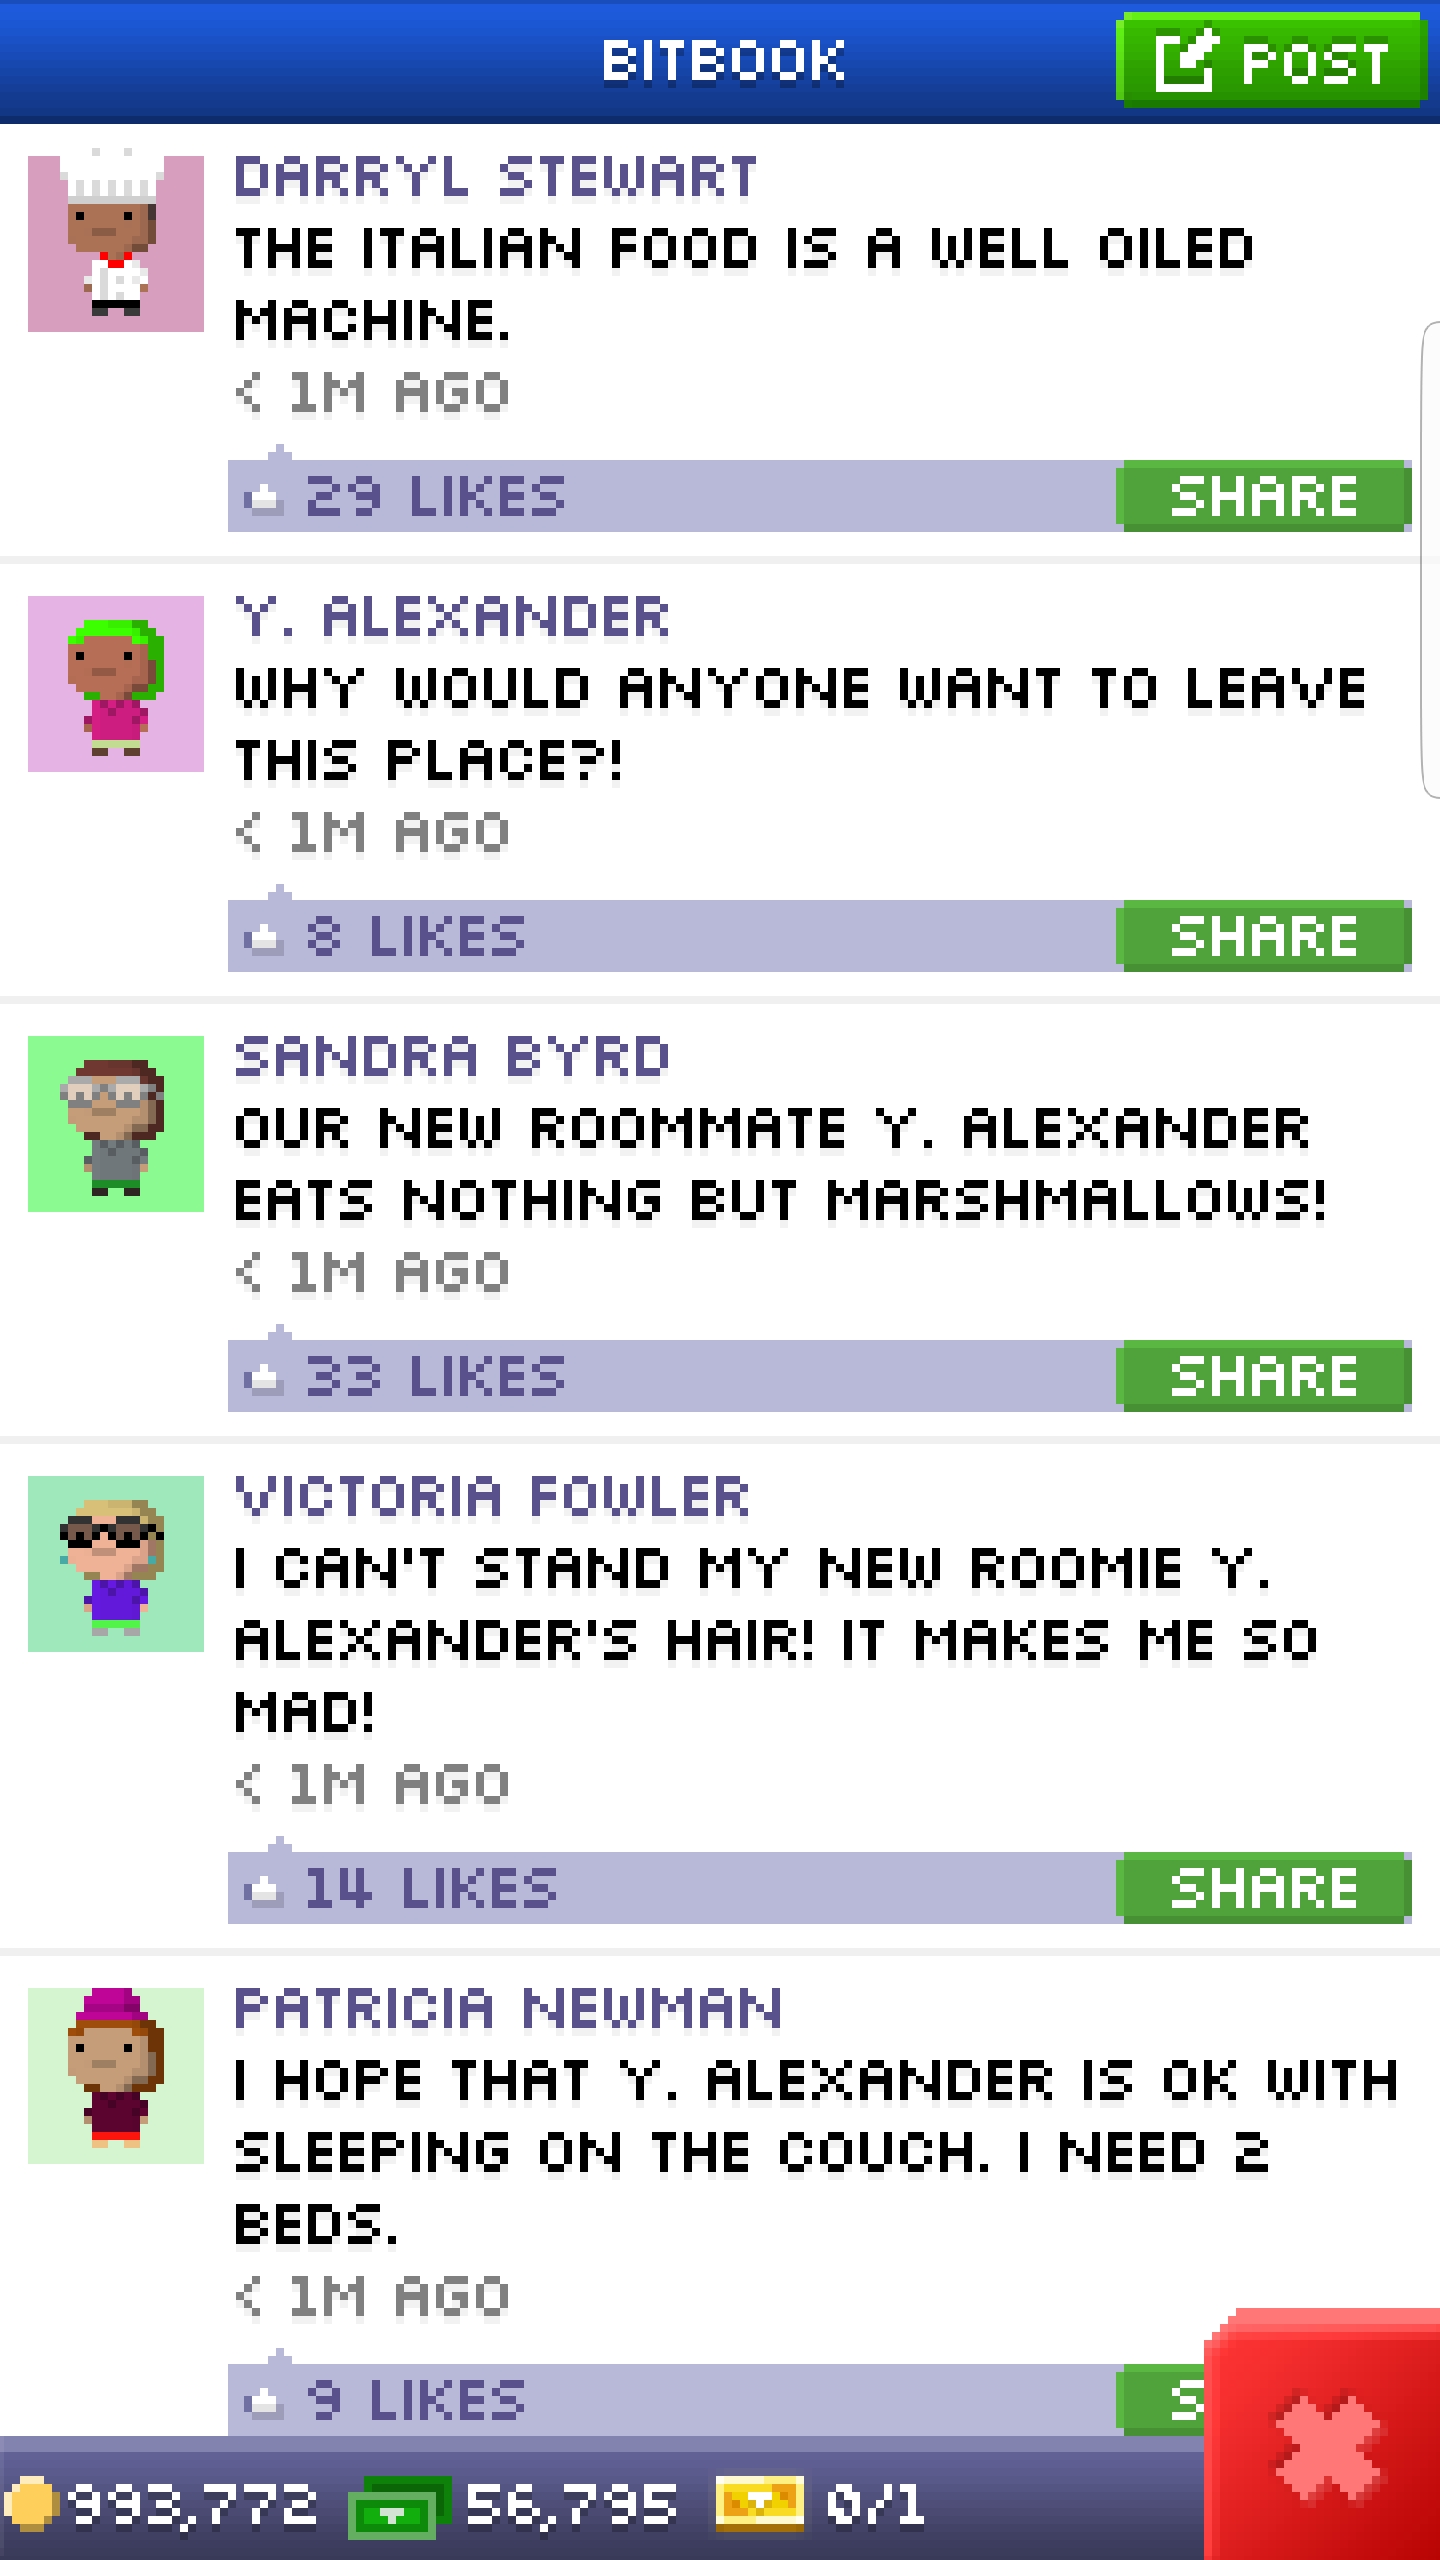 BITBOOK
POST
DARRYL STEWART
THE ITALIAN FOOD IS A WELL OILED
MACHINE.
< 1M AGO
29 LIKES
SHARE
Y. ALEXANDER
WHY WOULD ANYONE WANT TO LEAVE
THIS PLACE?!
< 1M AGO
8 LIKES
SHARE
SANDRA BYRD
OUR NEW ROOMMATE Y. ALEXANDER
EATS NOTHING BUT MARSHMALLOWS!
< 1M AGO
33 LIKES
SHARE
VICTORIA FOWLER
I CAN'T STAND MY NEW ROOMIE Y.
ALEXANDER'S HAIR! IT MAKES ME SO
MAD!
< 1M AGO
14 LIKES
SHARE
PATRICIA NEWMAN
I HOPE THAT Y. ALEXANDER IS OK WITH
SLEEPING ON THE COUCH. I NEED 2
BEDS.
< 1M AGO
9 LIKES
S
993,772 56,795 0/1